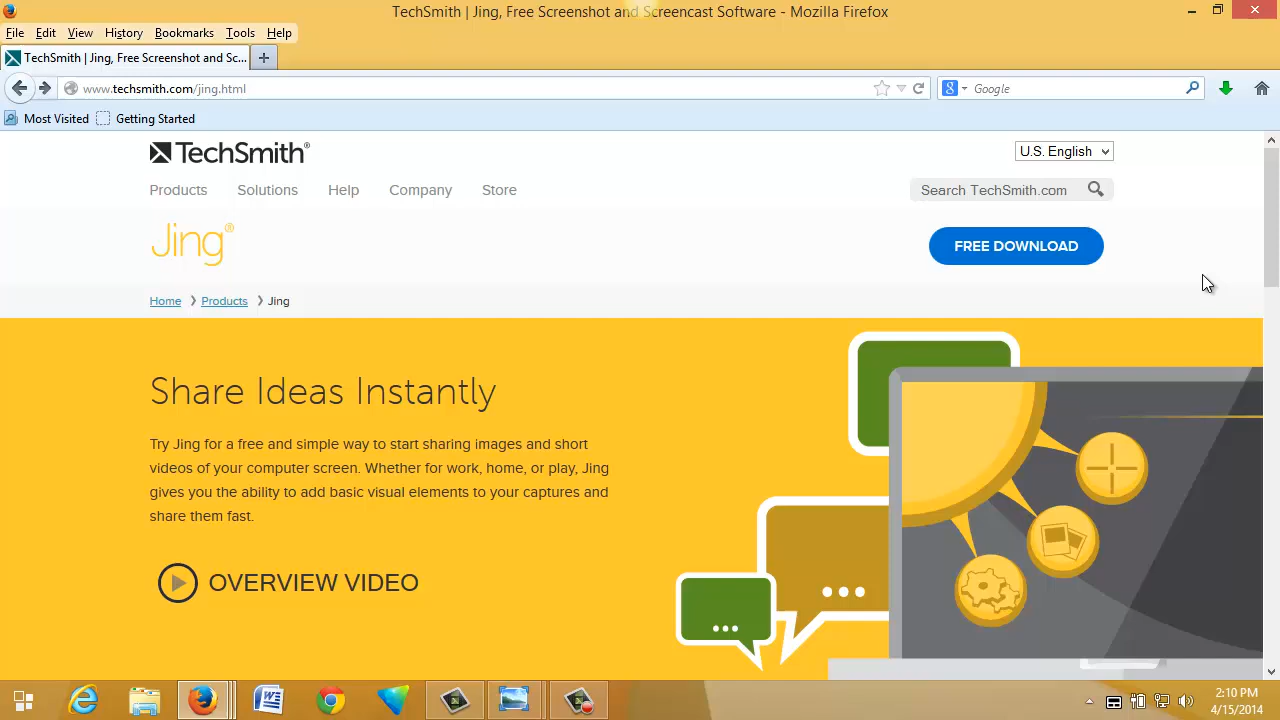 TechSmith | Jing, Free Screenshot and Screencast Software - Mozilla Firefox
File Edit View History Bookmarks Tools Help
TechSmith | Jing, Free Screenshot and Sc...
www.techsmith.com/jing.html
Google
Most Visited Getting Started
TechSmith®
U.S. English
Products Solutions Help Company Store
Search TechSmith.com
Jing®
FREE DOWNLOAD
Home > Products > Jing
Share Ideas Instantly
Try Jing for a free and simple way to start sharing images and short
videos of your computer screen. Whether for work, home, or play, Jing
gives you the ability to add basic visual elements to your captures and
share them fast.
OVERVIEW VIDEO
2:10 PM
4/15/2014